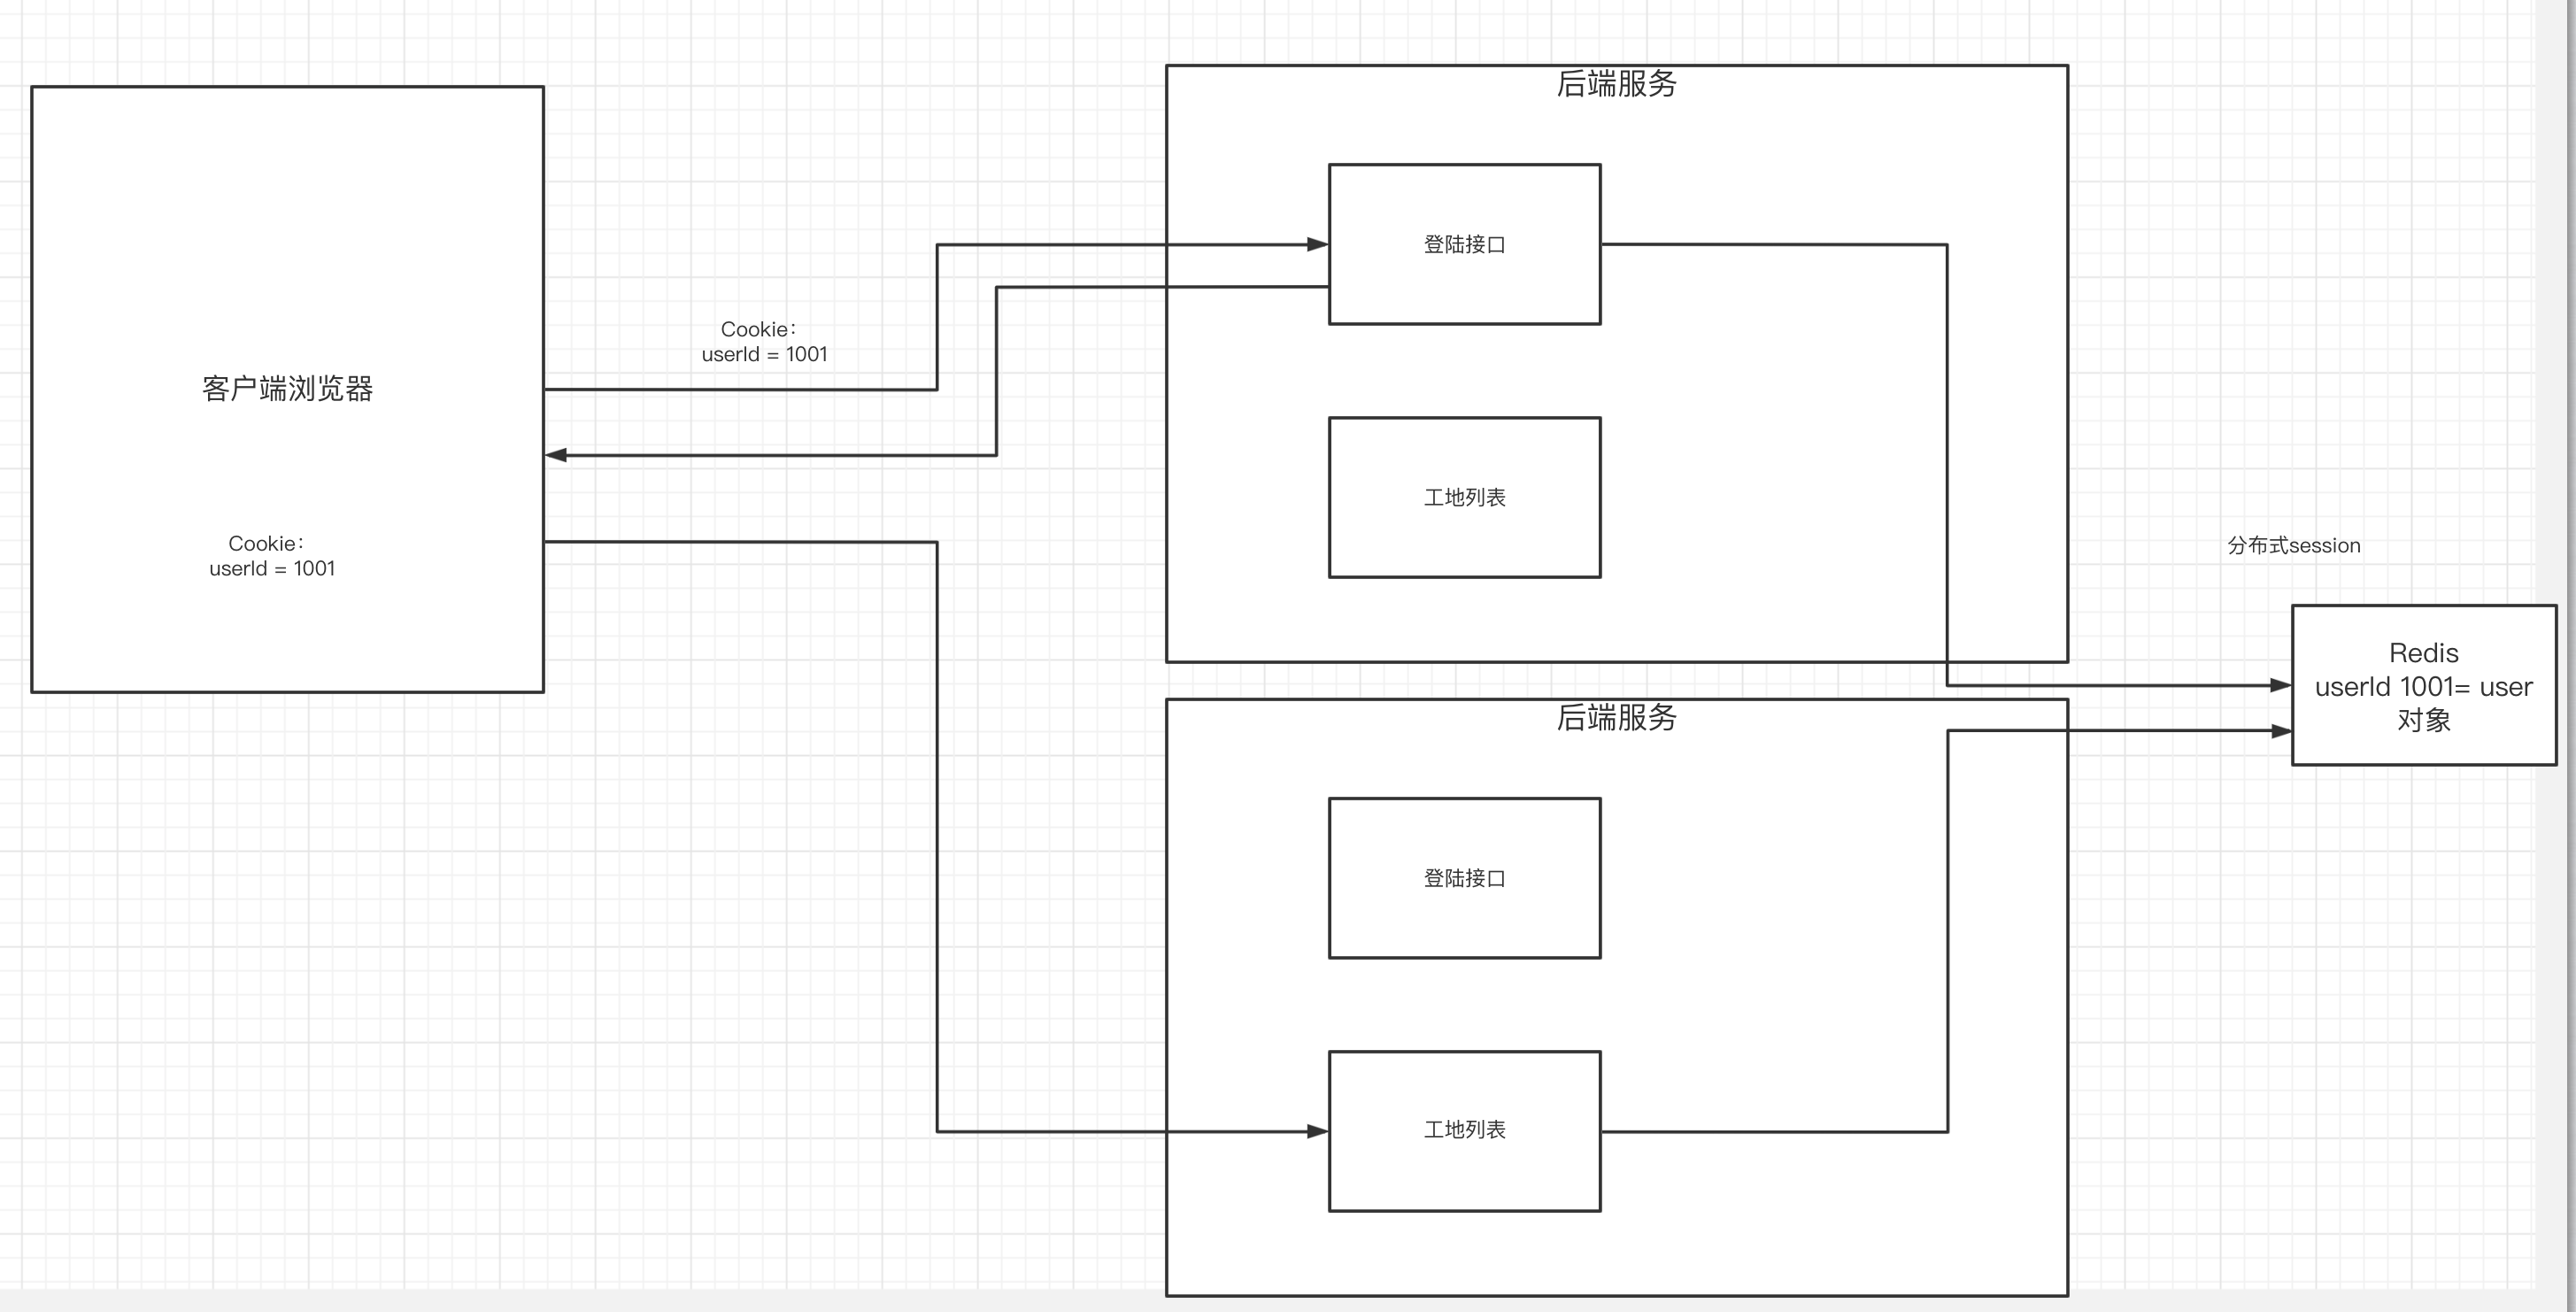 后端服务
登陆接口
Cookie：
userId = 1001
客户端浏览器
工地列表
Cookie：
userId = 1001
分布式session
Redis
userId 1001= user
对象
后端服务
登陆接口
工地列表